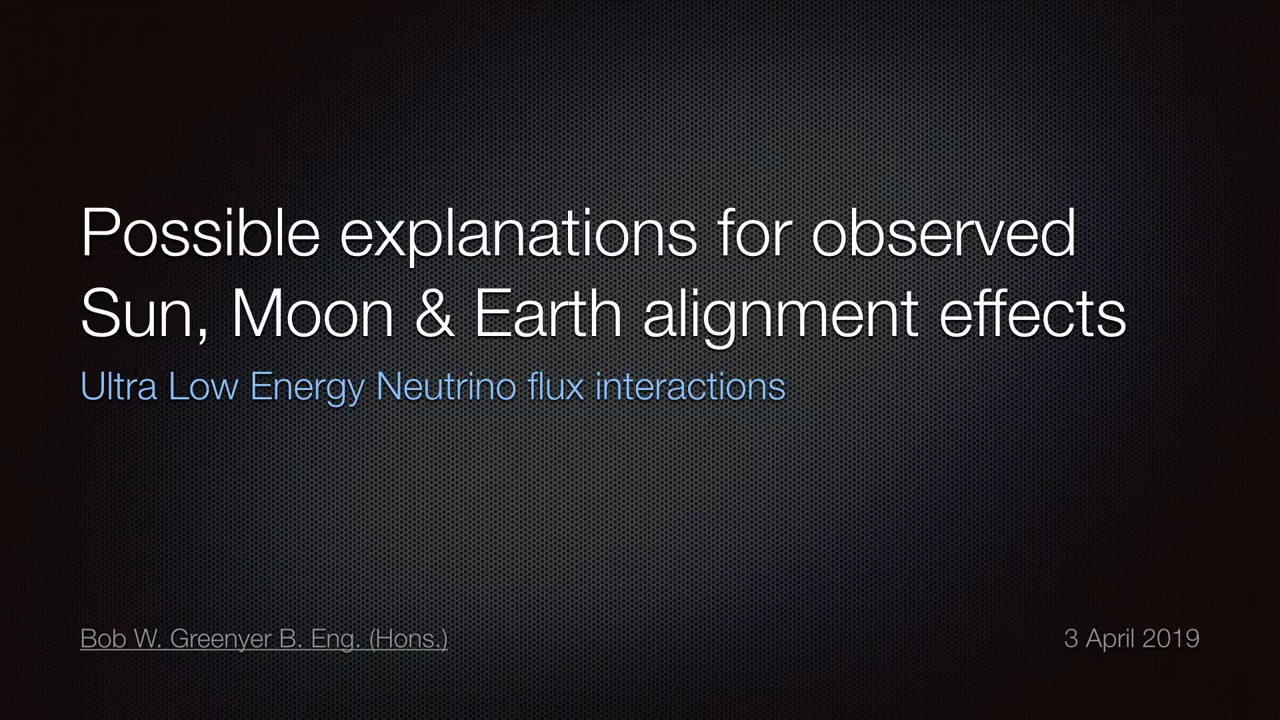 Possible explanations for observed
Sun, Moon & Earth alignment effects
Ultra Low Energy Neutrino flux interactions
Bob W. Greenyer B. Eng. (Hons.)
3 April 2019